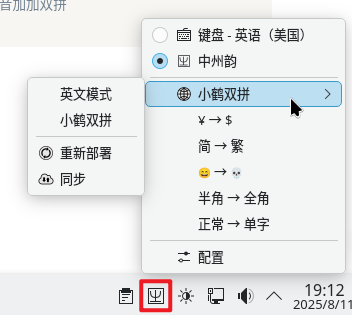 音加加双拼
键盘 - 英语（美国）
中州韵
小鹤双拼
¥ → $
简 → 繁
😄 → 💀
半角 → 全角
正常 → 单字
配置
英文模式
小鹤双拼
重新部署
同步
19:12
2025/8/11